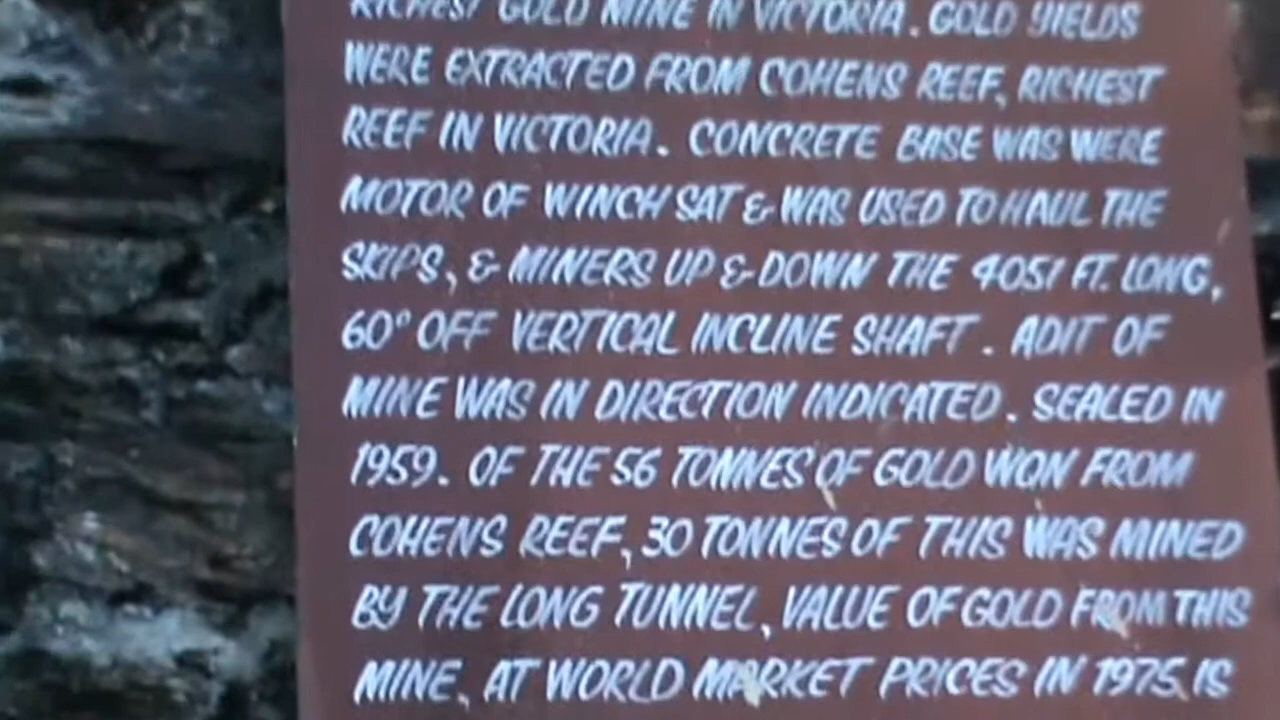 RICHEST GOLD MINE IN VICTORIA. GOLD YIELDS
WERE EXTRACTED FROM COHENS REEF, RICHEST
REEF IN VICTORIA. CONCRETE BASE WAS WERE
MOTOR OF WINCH SAT & WAS USED TO HAUL THE
SKIPS, & MINERS UP & DOWN THE 4051 FT. LONG,
60° OFF VERTICAL INCLINE SHAFT. ADIT OF
MINE WAS IN DIRECTION INDICATED. SEALED IN
1959. OF THE 56 TONNES OF GOLD WON FROM
COHENS REEF, 30 TONNES OF THIS WAS MINED
BY THE LONG TUNNEL, VALUE OF GOLD FROM THIS
MINE, AT WORLD MARKET PRICES IN 1975, IS